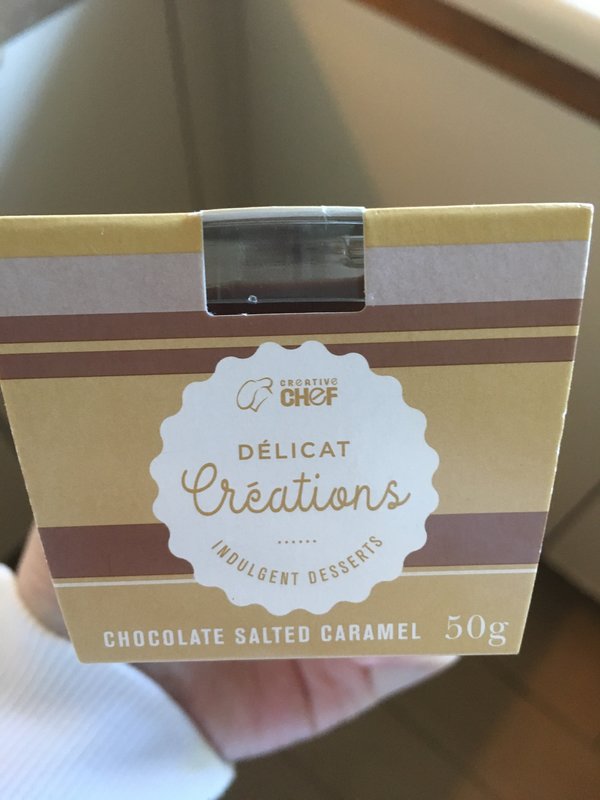 CREATIVE
CHEF
DÉLICAT
Créations
INDULGENT DESSERTS
CHOCOLATE SALTED CARAMEL 50g